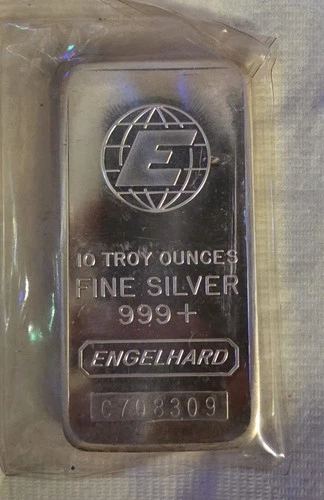 E
10 TROY OUNCES
FINE SILVER
999+
ENGELHARD
C708309